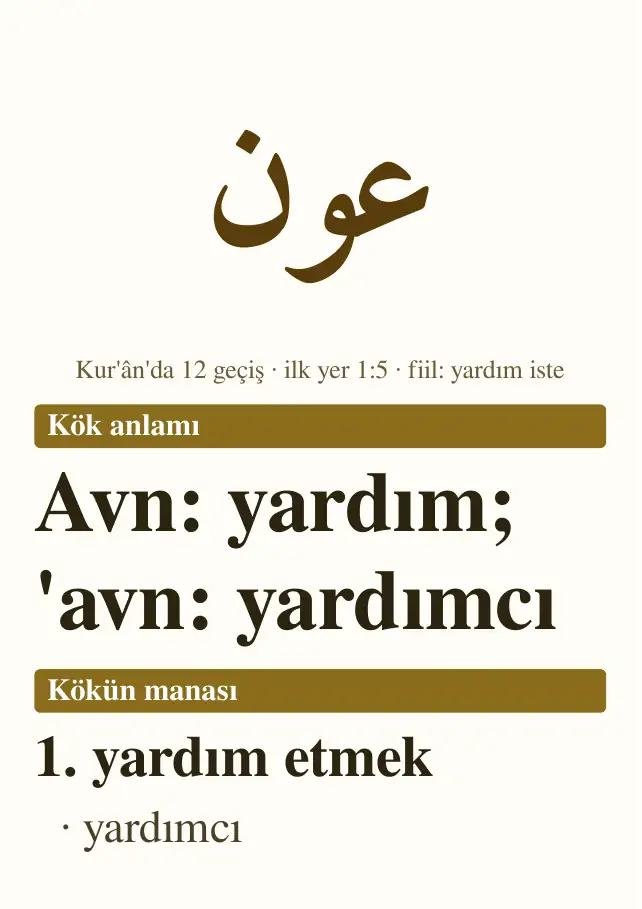 عون
Kur'ân'da 12 geçiş · ilk yer 1:5 · fiil: yardım iste
Kök anlamı
Avn: yardım;
'avn: yardımcı
Kökün manası
1. yardım etmek
· yardımcı